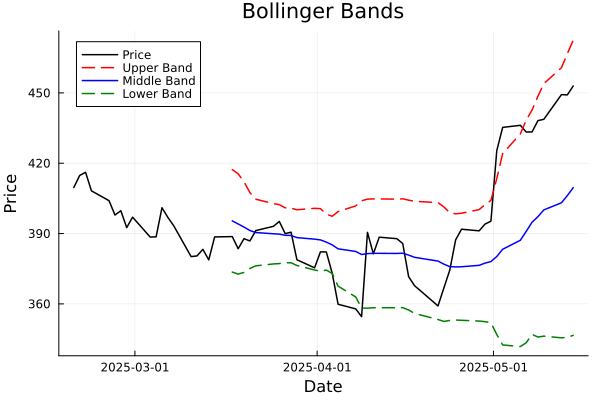 Bollinger Bands
Price
Upper Band
Middle Band
Lower Band
450
420
390
360
Price
2025-03-01
2025-04-01
2025-05-01
Date